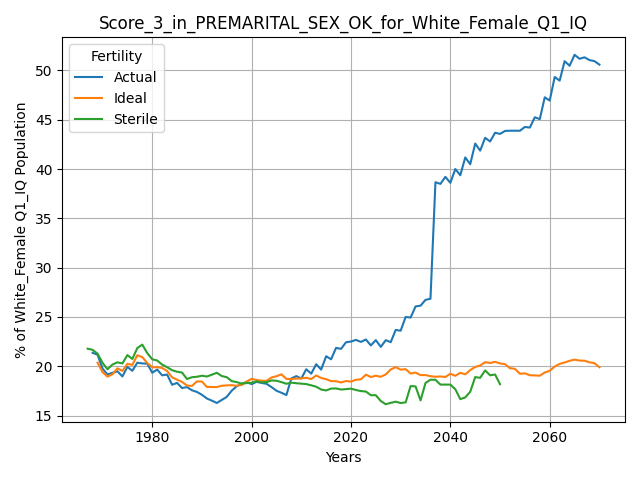 Score_3_in_PREMARITAL_SEX_OK_for_White_Female_Q1_IQ
% of White_Female Q1_IQ Population
Fertility
Actual
Ideal
Sterile
50
45
40
35
30
25
20
15
1980
2000
2020
2040
2060
Years